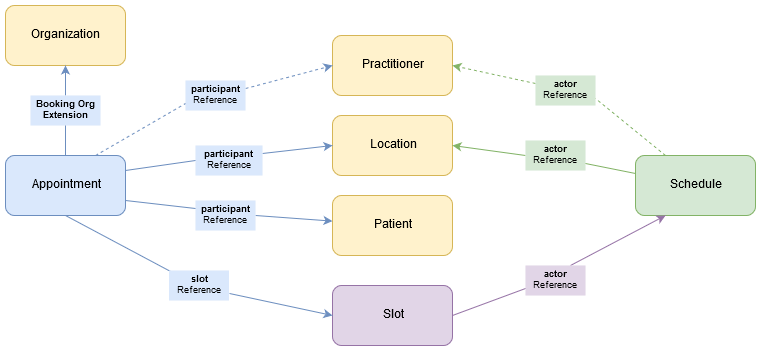 Organization
Practitioner
participant
Reference
actor
Reference
Booking Org
Extension
Location
participant
Reference
actor
Reference
Appointment
Schedule
participant
Reference
Patient
slot
Reference
actor
Reference
Slot